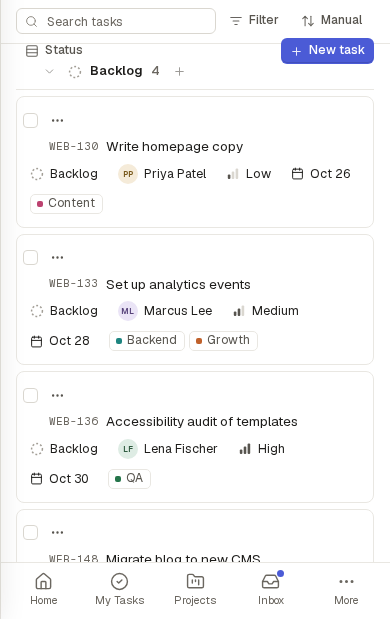 Search tasks
Filter
Manual
Status
New task
Backlog 4
WEB-130 Write homepage copy
Backlog PP Priya Patel Low Oct 26
Content
WEB-133 Set up analytics events
Backlog ML Marcus Lee Medium
Oct 28 Backend Growth
WEB-136 Accessibility audit of templates
Backlog LF Lena Fischer High
Oct 30 QA
WEB-148 Migrate blog to new CMS
Home My Tasks Projects Inbox More